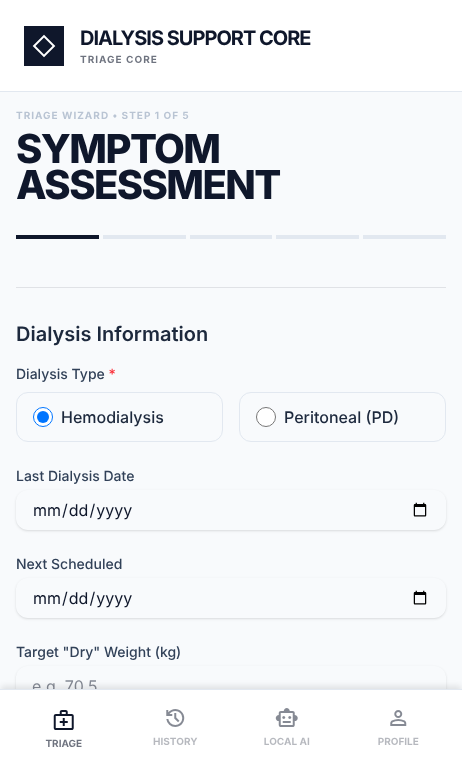 DIALYSIS SUPPORT CORE
TRIAGE CORE
TRIAGE WIZARD • STEP 1 OF 5
SYMPTOM
ASSESSMENT
Dialysis Information
Dialysis Type *
Hemodialysis
Peritoneal (PD)
Last Dialysis Date
mm/dd/yyyy
Next Scheduled
mm/dd/yyyy
Target "Dry" Weight (kg)
e.g. 70.5
TRIAGE
HISTORY
LOCAL AI
PROFILE